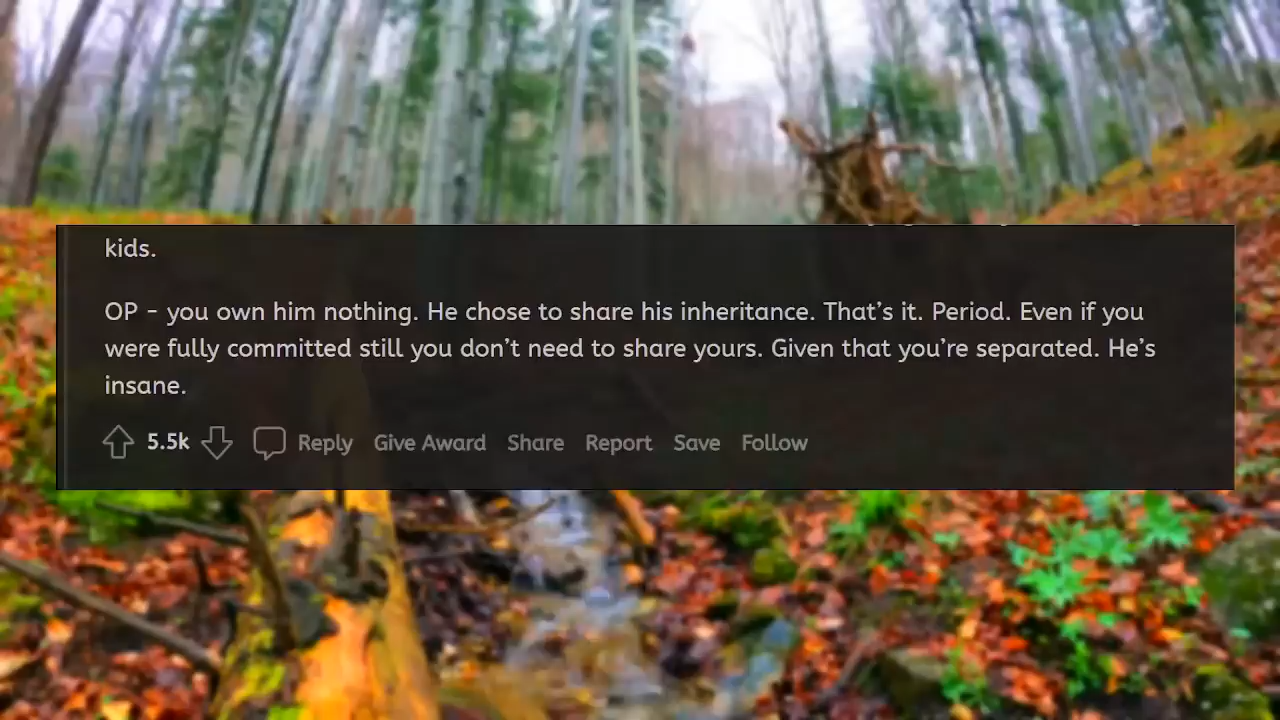 kids.
OP - you own him nothing. He chose to share his inheritance. That's it. Period. Even if you
were fully committed still you don't need to share yours. Given that you're separated. He's
insane.
5.5k Reply Give Award Share Report Save Follow